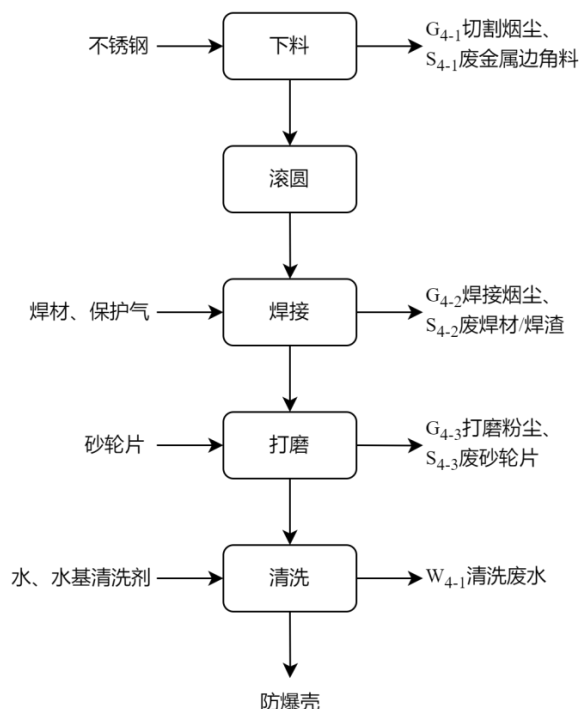 不锈钢
下料
G4-1切割烟尘、
S4-1废金属边角料
滚圆
焊材、保护气
焊接
G4-2焊接烟尘、
S4-2废焊材/焊渣
砂轮片
打磨
G4-3打磨粉尘、
S4-3废砂轮片
水、水基清洗剂
清洗
W4-1清洗废水
防爆壳